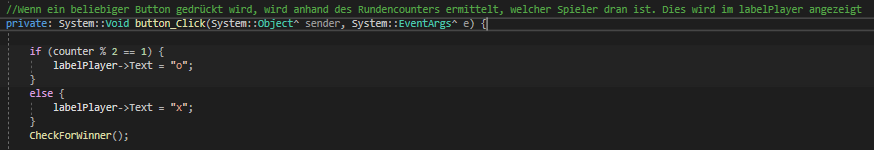 //Wenn ein beliebiger Button gedrückt wird, wird anhand des Rundencounters ermittelt, welcher Spieler dran ist. Dies wird im labelPlayer angezeigt
private: System::Void button_Click(System::Object^ sender, System::EventArgs^ e) {
if (counter % 2 == 1) {
labelPlayer->Text = "o";
}
else {
labelPlayer->Text = "x";
}
CheckForWinner();